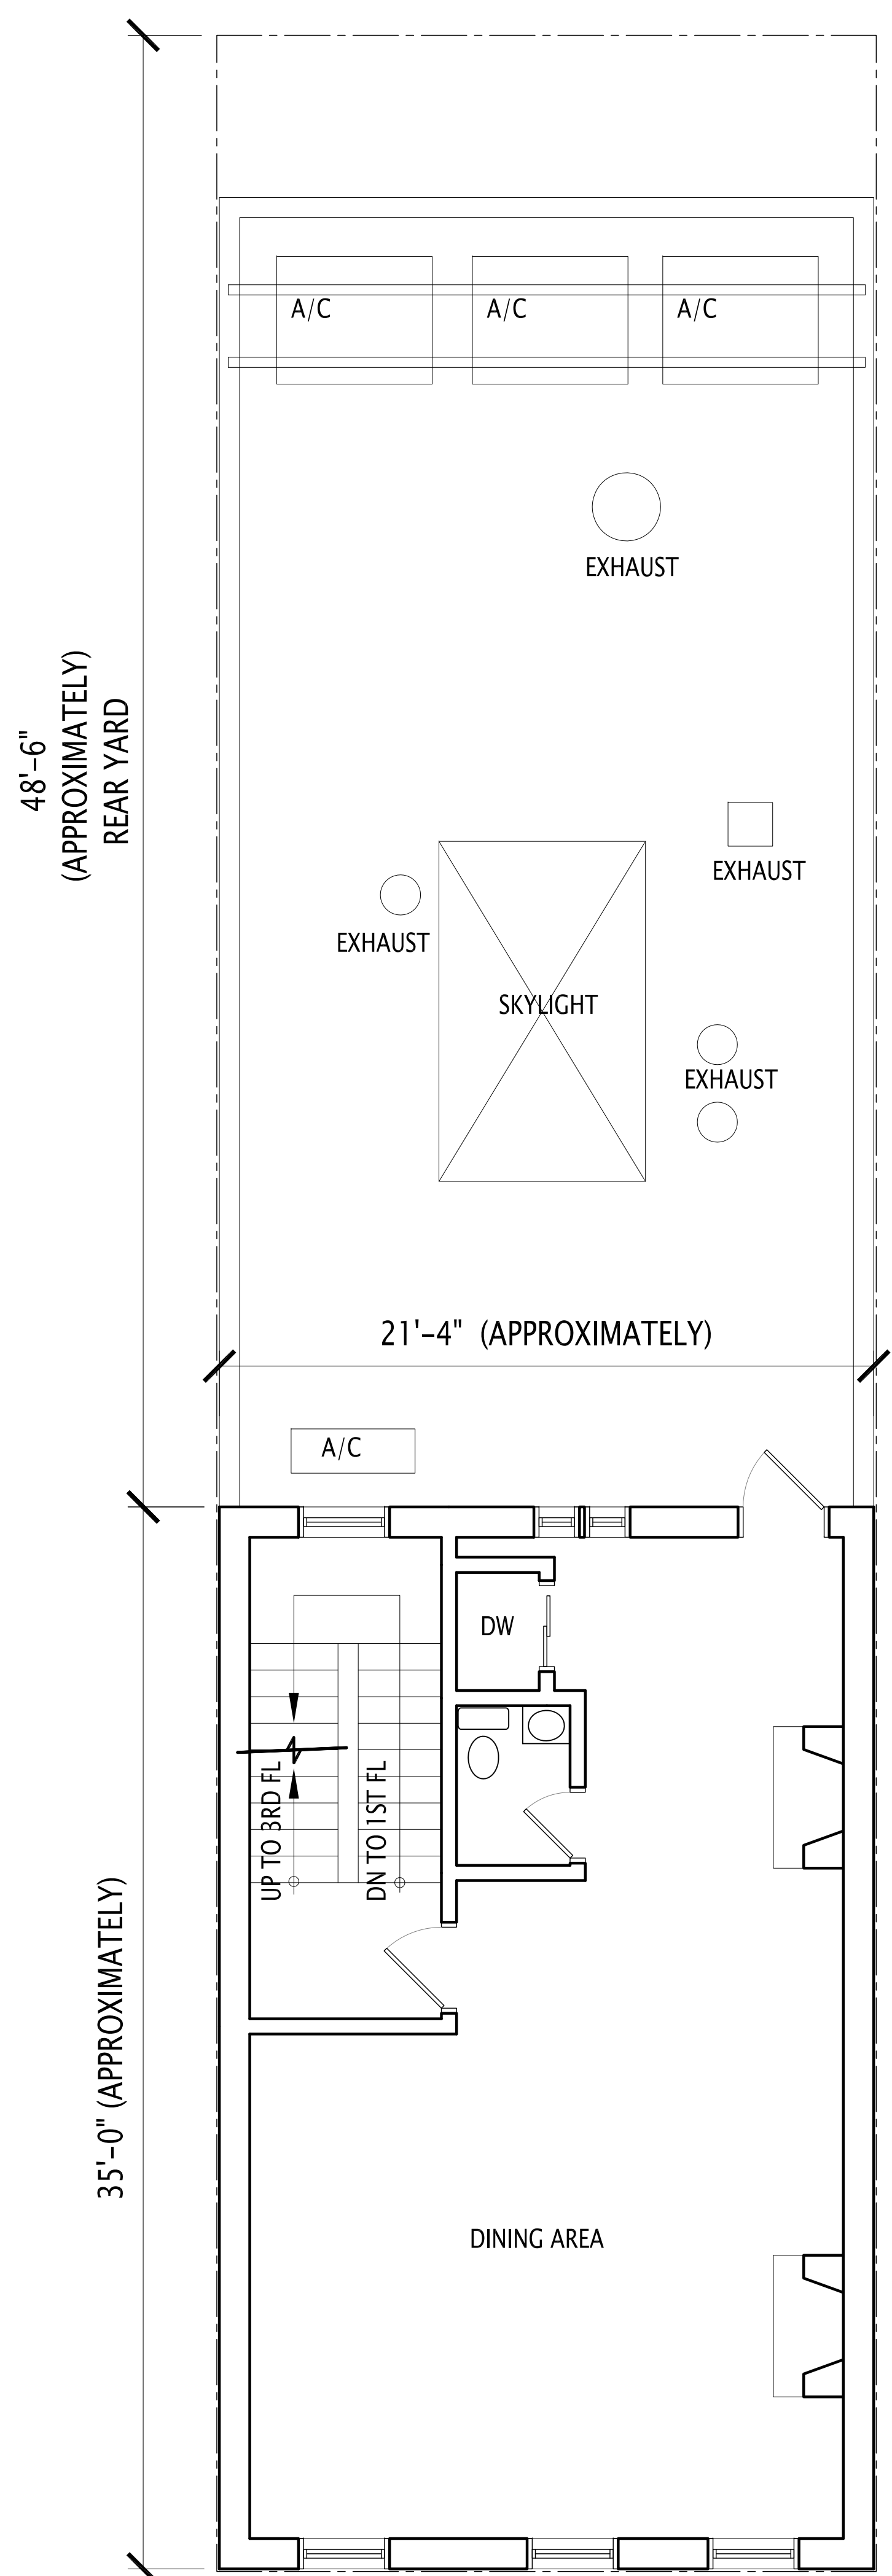 A/C
A/C
A/C
EXHAUST
48'-6"
(APPROXIMATELY)
REAR YARD
EXHAUST
EXHAUST
SKYLIGHT
EXHAUST
21'-4" (APPROXIMATELY)
A/C
DW
UP TO 3RD FL
DN TO 1ST FL
35'-0" (APPROXIMATELY)
DINING AREA